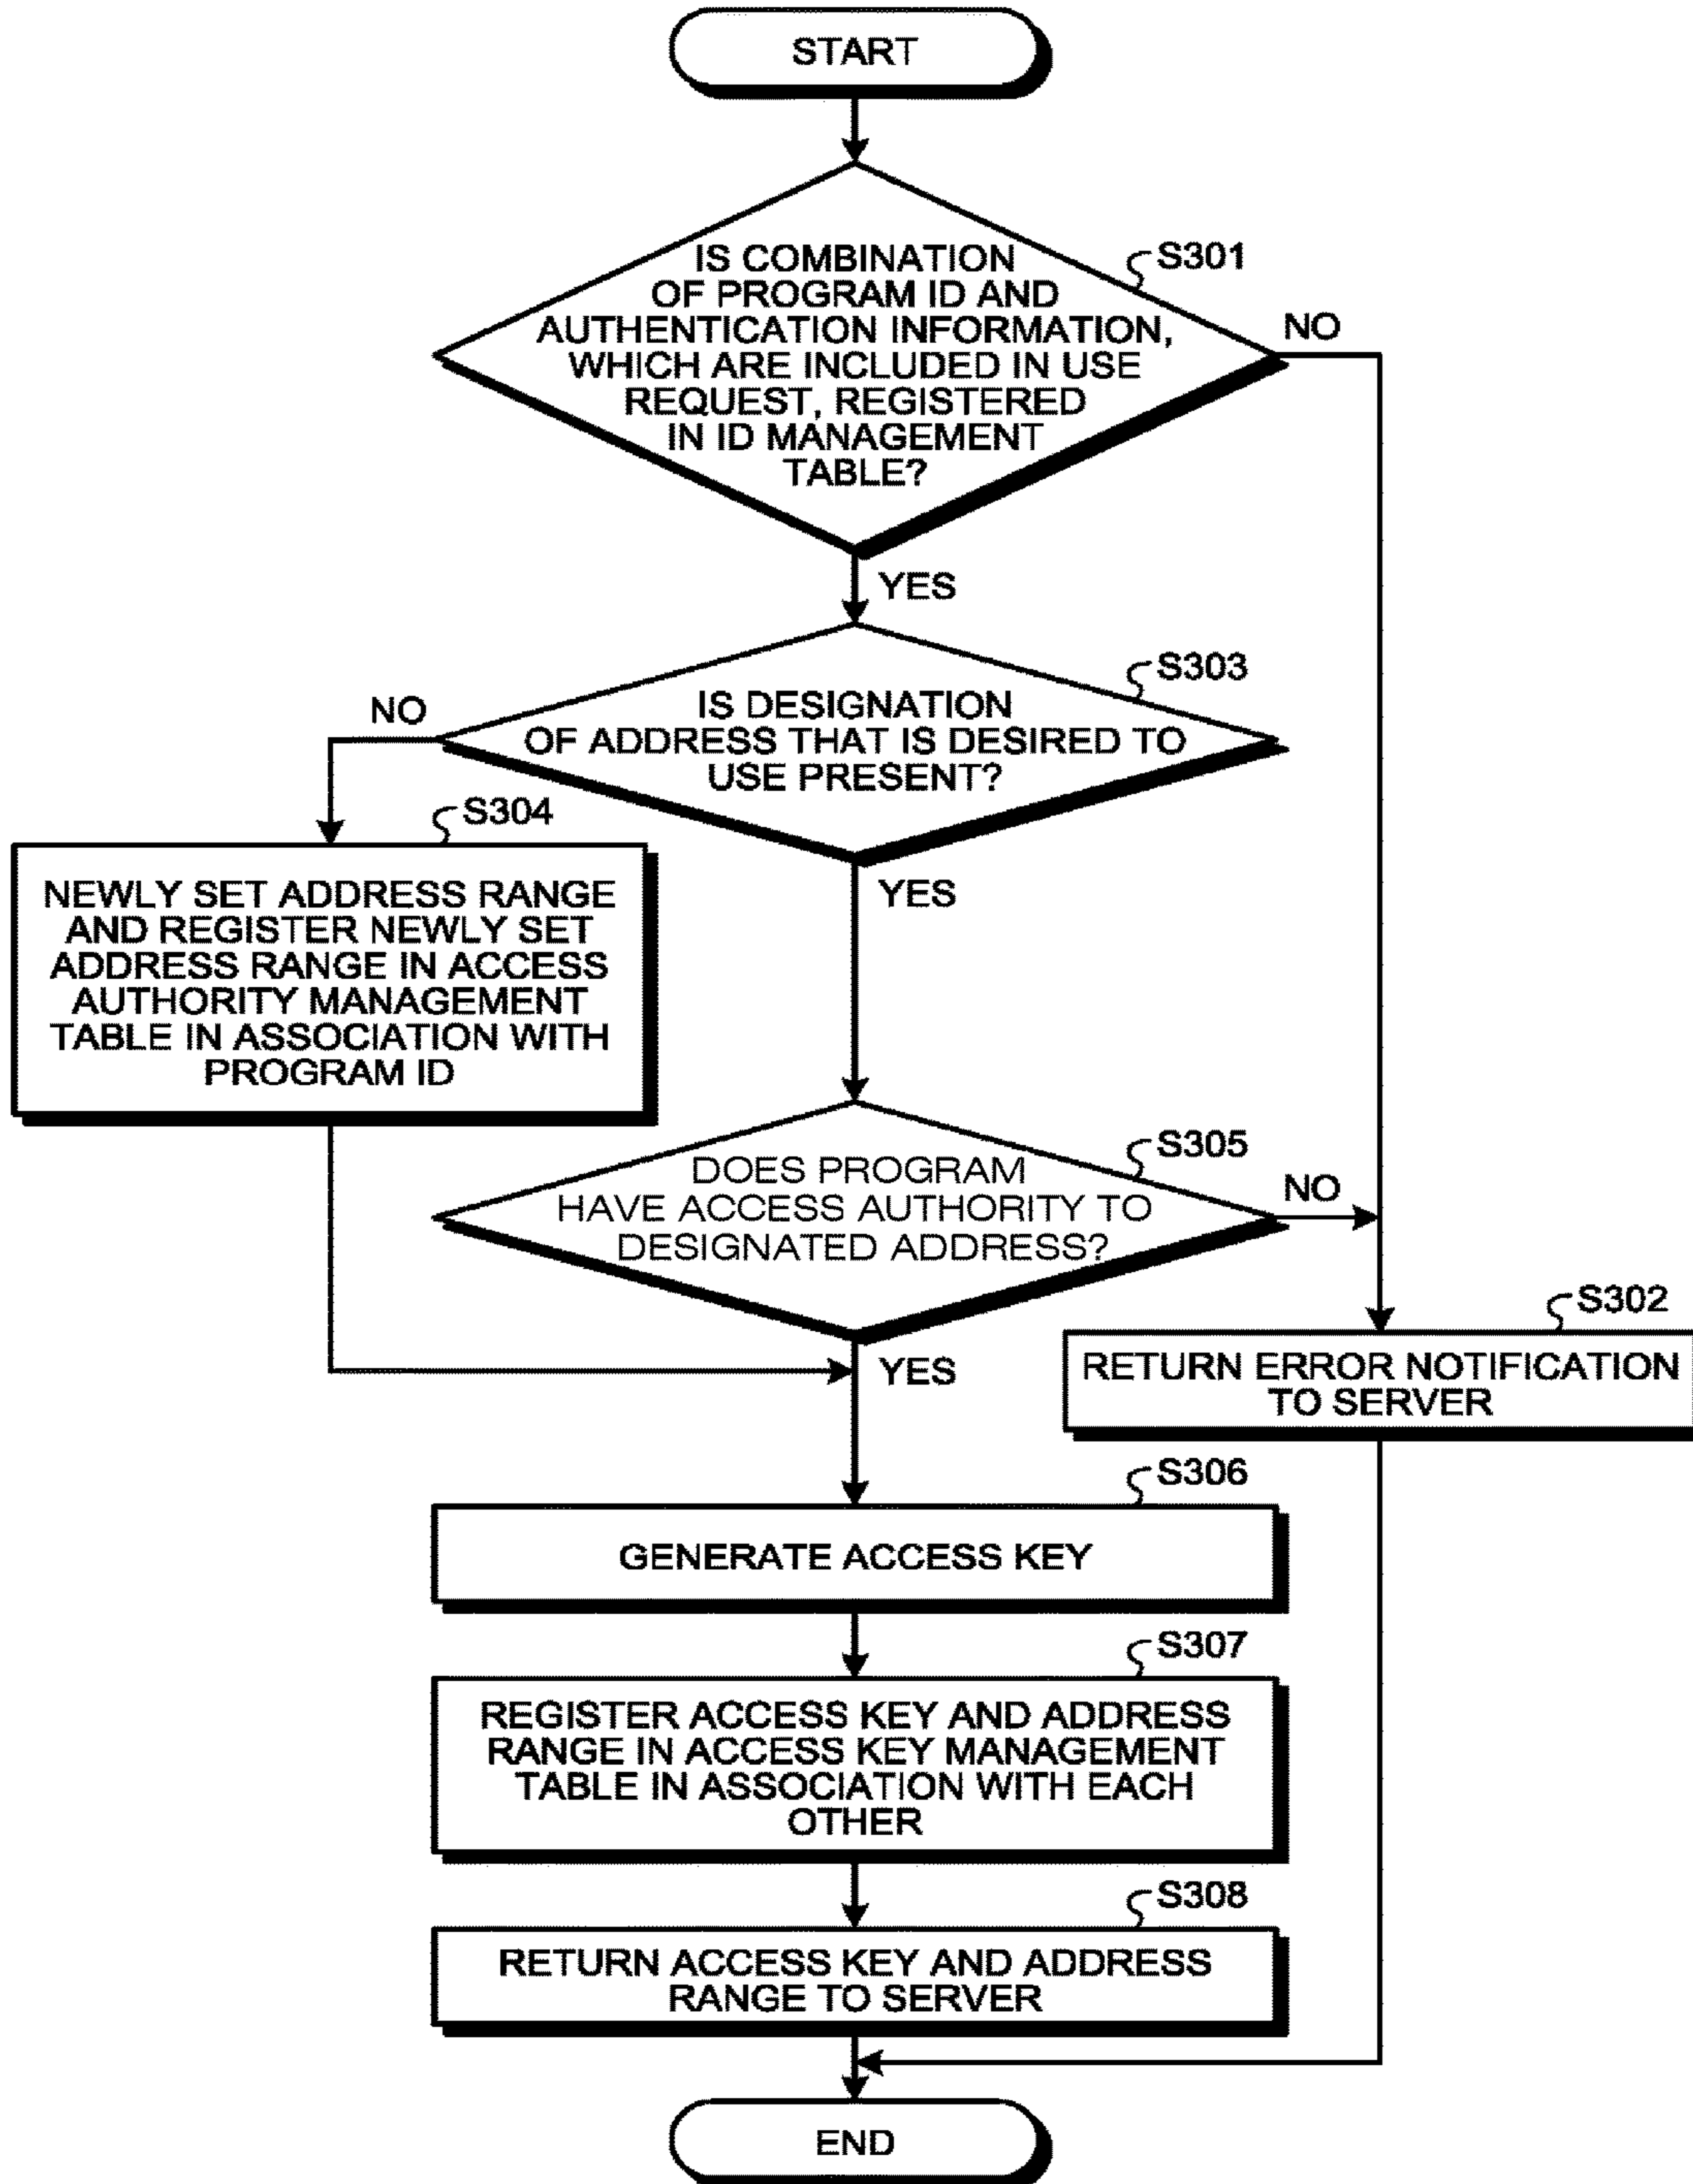 START
S301
IS COMBINATION
OF PROGRAM ID AND
AUTHENTICATION INFORMATION,
WHICH ARE INCLUDED IN USE
REQUEST, REGISTERED
IN ID MANAGEMENT
TABLE?
NO
YES
S303
IS DESIGNATION
OF ADDRESS THAT IS DESIRED TO
USE PRESENT?
NO
YES
S304
NEWLY SET ADDRESS RANGE
AND REGISTER NEWLY SET
ADDRESS RANGE IN ACCESS
AUTHORITY MANAGEMENT
TABLE IN ASSOCIATION WITH
PROGRAM ID
S305
DOES PROGRAM
HAVE ACCESS AUTHORITY TO
DESIGNATED ADDRESS?
NO
YES
S302
RETURN ERROR NOTIFICATION
TO SERVER
S306
GENERATE ACCESS KEY
S307
REGISTER ACCESS KEY AND ADDRESS
RANGE IN ACCESS KEY MANAGEMENT
TABLE IN ASSOCIATION WITH EACH
OTHER
S308
RETURN ACCESS KEY AND ADDRESS
RANGE TO SERVER
END